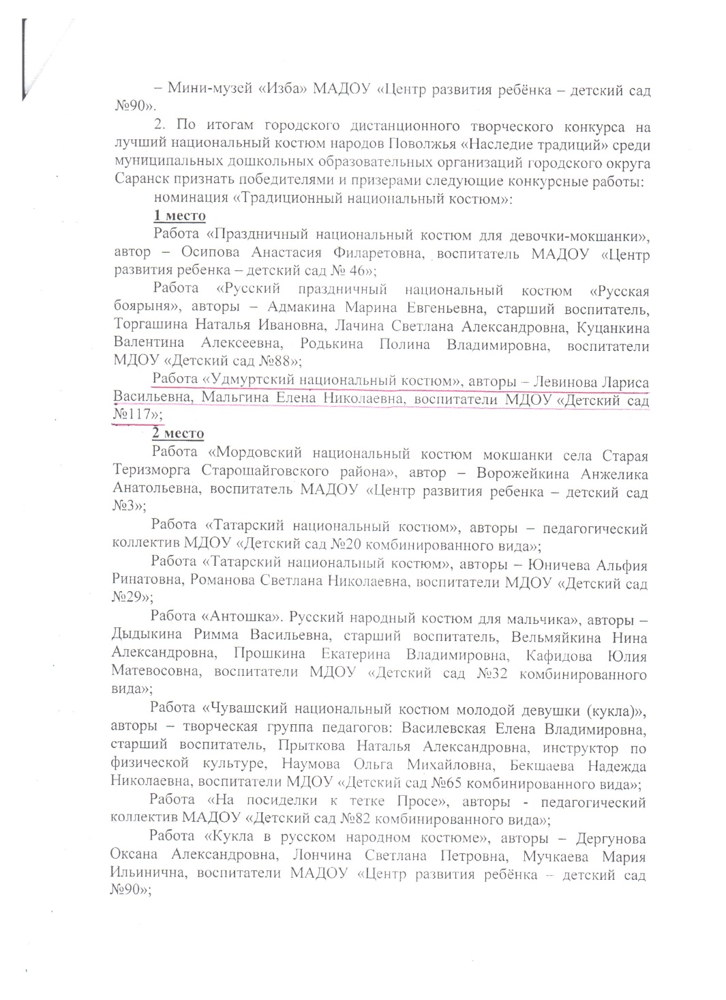 – Мини-музей «Изба» МАДОУ «Центр развития ребёнка – детский сад
№90».
2. По итогам городского дистанционного творческого конкурса на
лучший национальный костюм народов Поволжья «Наследие традиций» среди
муниципальных дошкольных образовательных организаций городского округа
Саранск признать победителями и призерами следующие конкурсные работы:
номинация «Традиционный национальный костюм»:
1 место
Работа «Праздничный национальный костюм для девочки-мокшанки»,
автор – Осипова Анастасия Филаретовна, воспитатель МАДОУ «Центр
развития ребенка – детский сад № 46»;
Работа «Русский праздничный национальный костюм «Русская
боярыня», авторы – Адмакина Марина Евгеньевна, старший воспитатель,
Торгашина Наталья Ивановна, Лачина Светлана Александровна, Куцанкина
Валентина Алексеевна, Родькина Полина Владимировна, воспитатели
МДОУ «Детский сад №88»;
Работа «Удмуртский национальный костюм», авторы – Левинова Лариса
Васильевна, Мальгина Елена Николаевна, воспитатели МДОУ «Детский сад
№117»;
2 место
Работа «Мордовский национальный костюм мокшанки села Старая
Теризморга Старошайговского района», автор – Ворожейкина Анжелика
Анатольевна, воспитатель МАДОУ «Центр развития ребенка – детский сад
№3»;
Работа «Татарский национальный костюм», авторы – педагогический
коллектив МДОУ «Детский сад №20 комбинированного вида»;
Работа «Татарский национальный костюм», авторы – Юничева Альфия
Ринатовна, Романова Светлана Николаевна, воспитатели МДОУ «Детский сад
№29»;
Работа «Антошка». Русский народный костюм для мальчика», авторы –
Дыдыкина Римма Васильевна, старший воспитатель, Вельмяйкина Нина
Александровна, Прошкина Екатерина Владимировна, Кафидова Юлия
Матевосовна, воспитатели МДОУ «Детский сад №32 комбинированного
вида»;
Работа «Чувашский национальный костюм молодой девушки (кукла)»,
авторы – творческая группа педагогов: Василевская Елена Владимировна,
старший воспитатель, Прыткова Наталья Александровна, инструктор по
физической культуре, Наумова Ольга Михайловна, Бекшаева Надежда
Николаевна, воспитатели МДОУ «Детский сад №65 комбинированного вида»;
Работа «На посиделки к тетке Просе», авторы - педагогический
коллектив МАДОУ «Детский сад №82 комбинированного вида»;
Работа «Кукла в русском народном костюме», авторы – Дергунова
Оксана Александровна, Лончина Светлана Петровна, Мучкаева Мария
Ильинична, воспитатели МАДОУ «Центр развития ребёнка – детский сад
№90»;